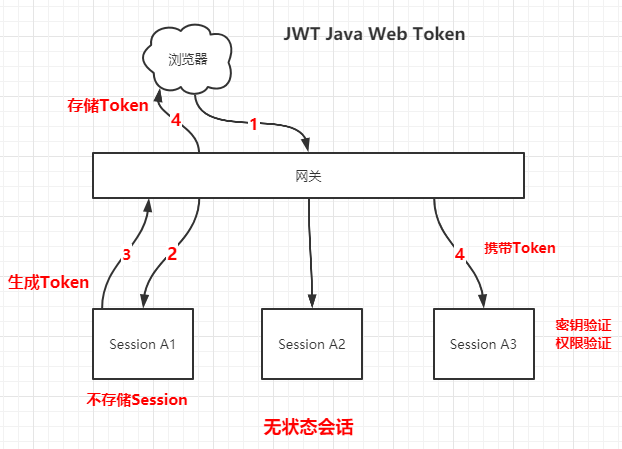 JWT Java Web Token
浏览器
存储Token
4
1
网关
3
2
4
携带Token
生成Token
Session A1
Session A2
Session A3
密钥验证
权限验证
不存储Session
无状态会话